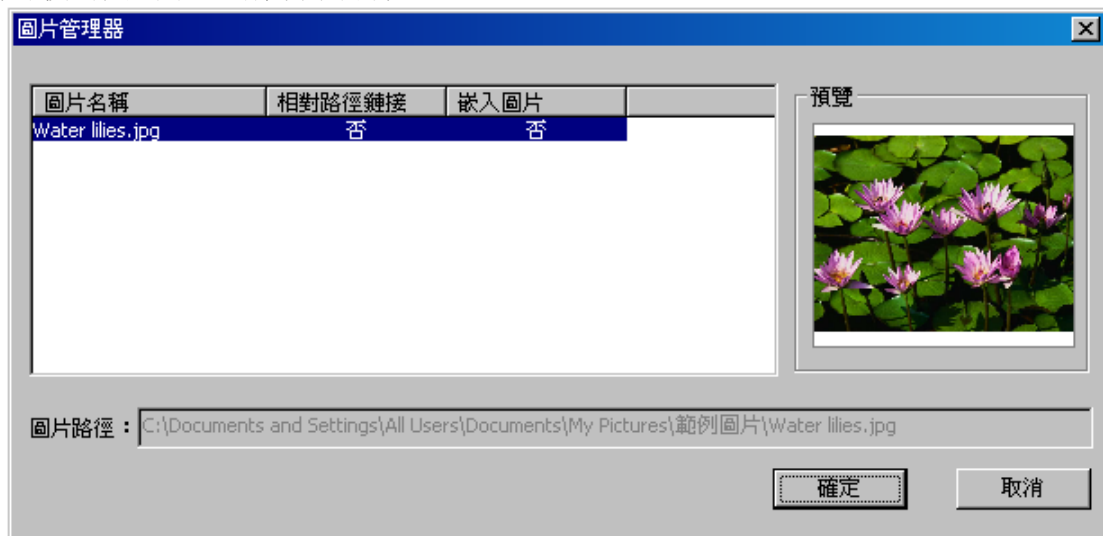 圖片管理器
圖片名稱 相對路徑鏈接 嵌入圖片
Water lilies.jpg 否 否
預覽
圖片路徑：C:\Documents and Settings\All Users\Documents\My Pictures\範例圖片\Water lilies.jpg
確定 取消